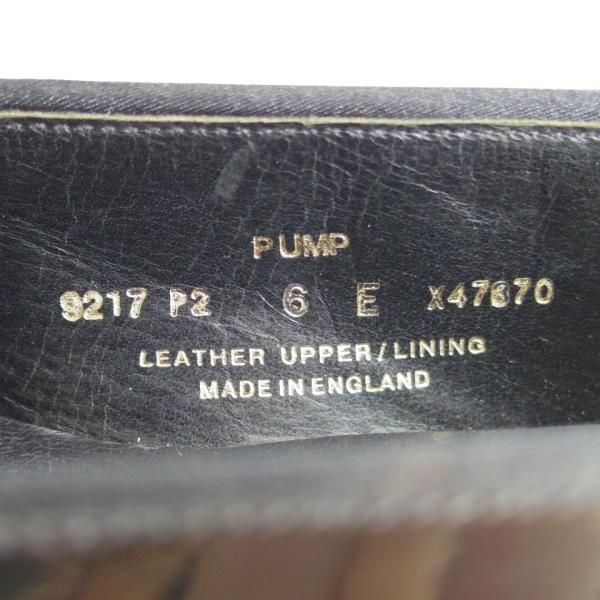 PUMP
9217 P2 6 E X47870
LEATHER UPPER/LINING
MADE IN ENGLAND